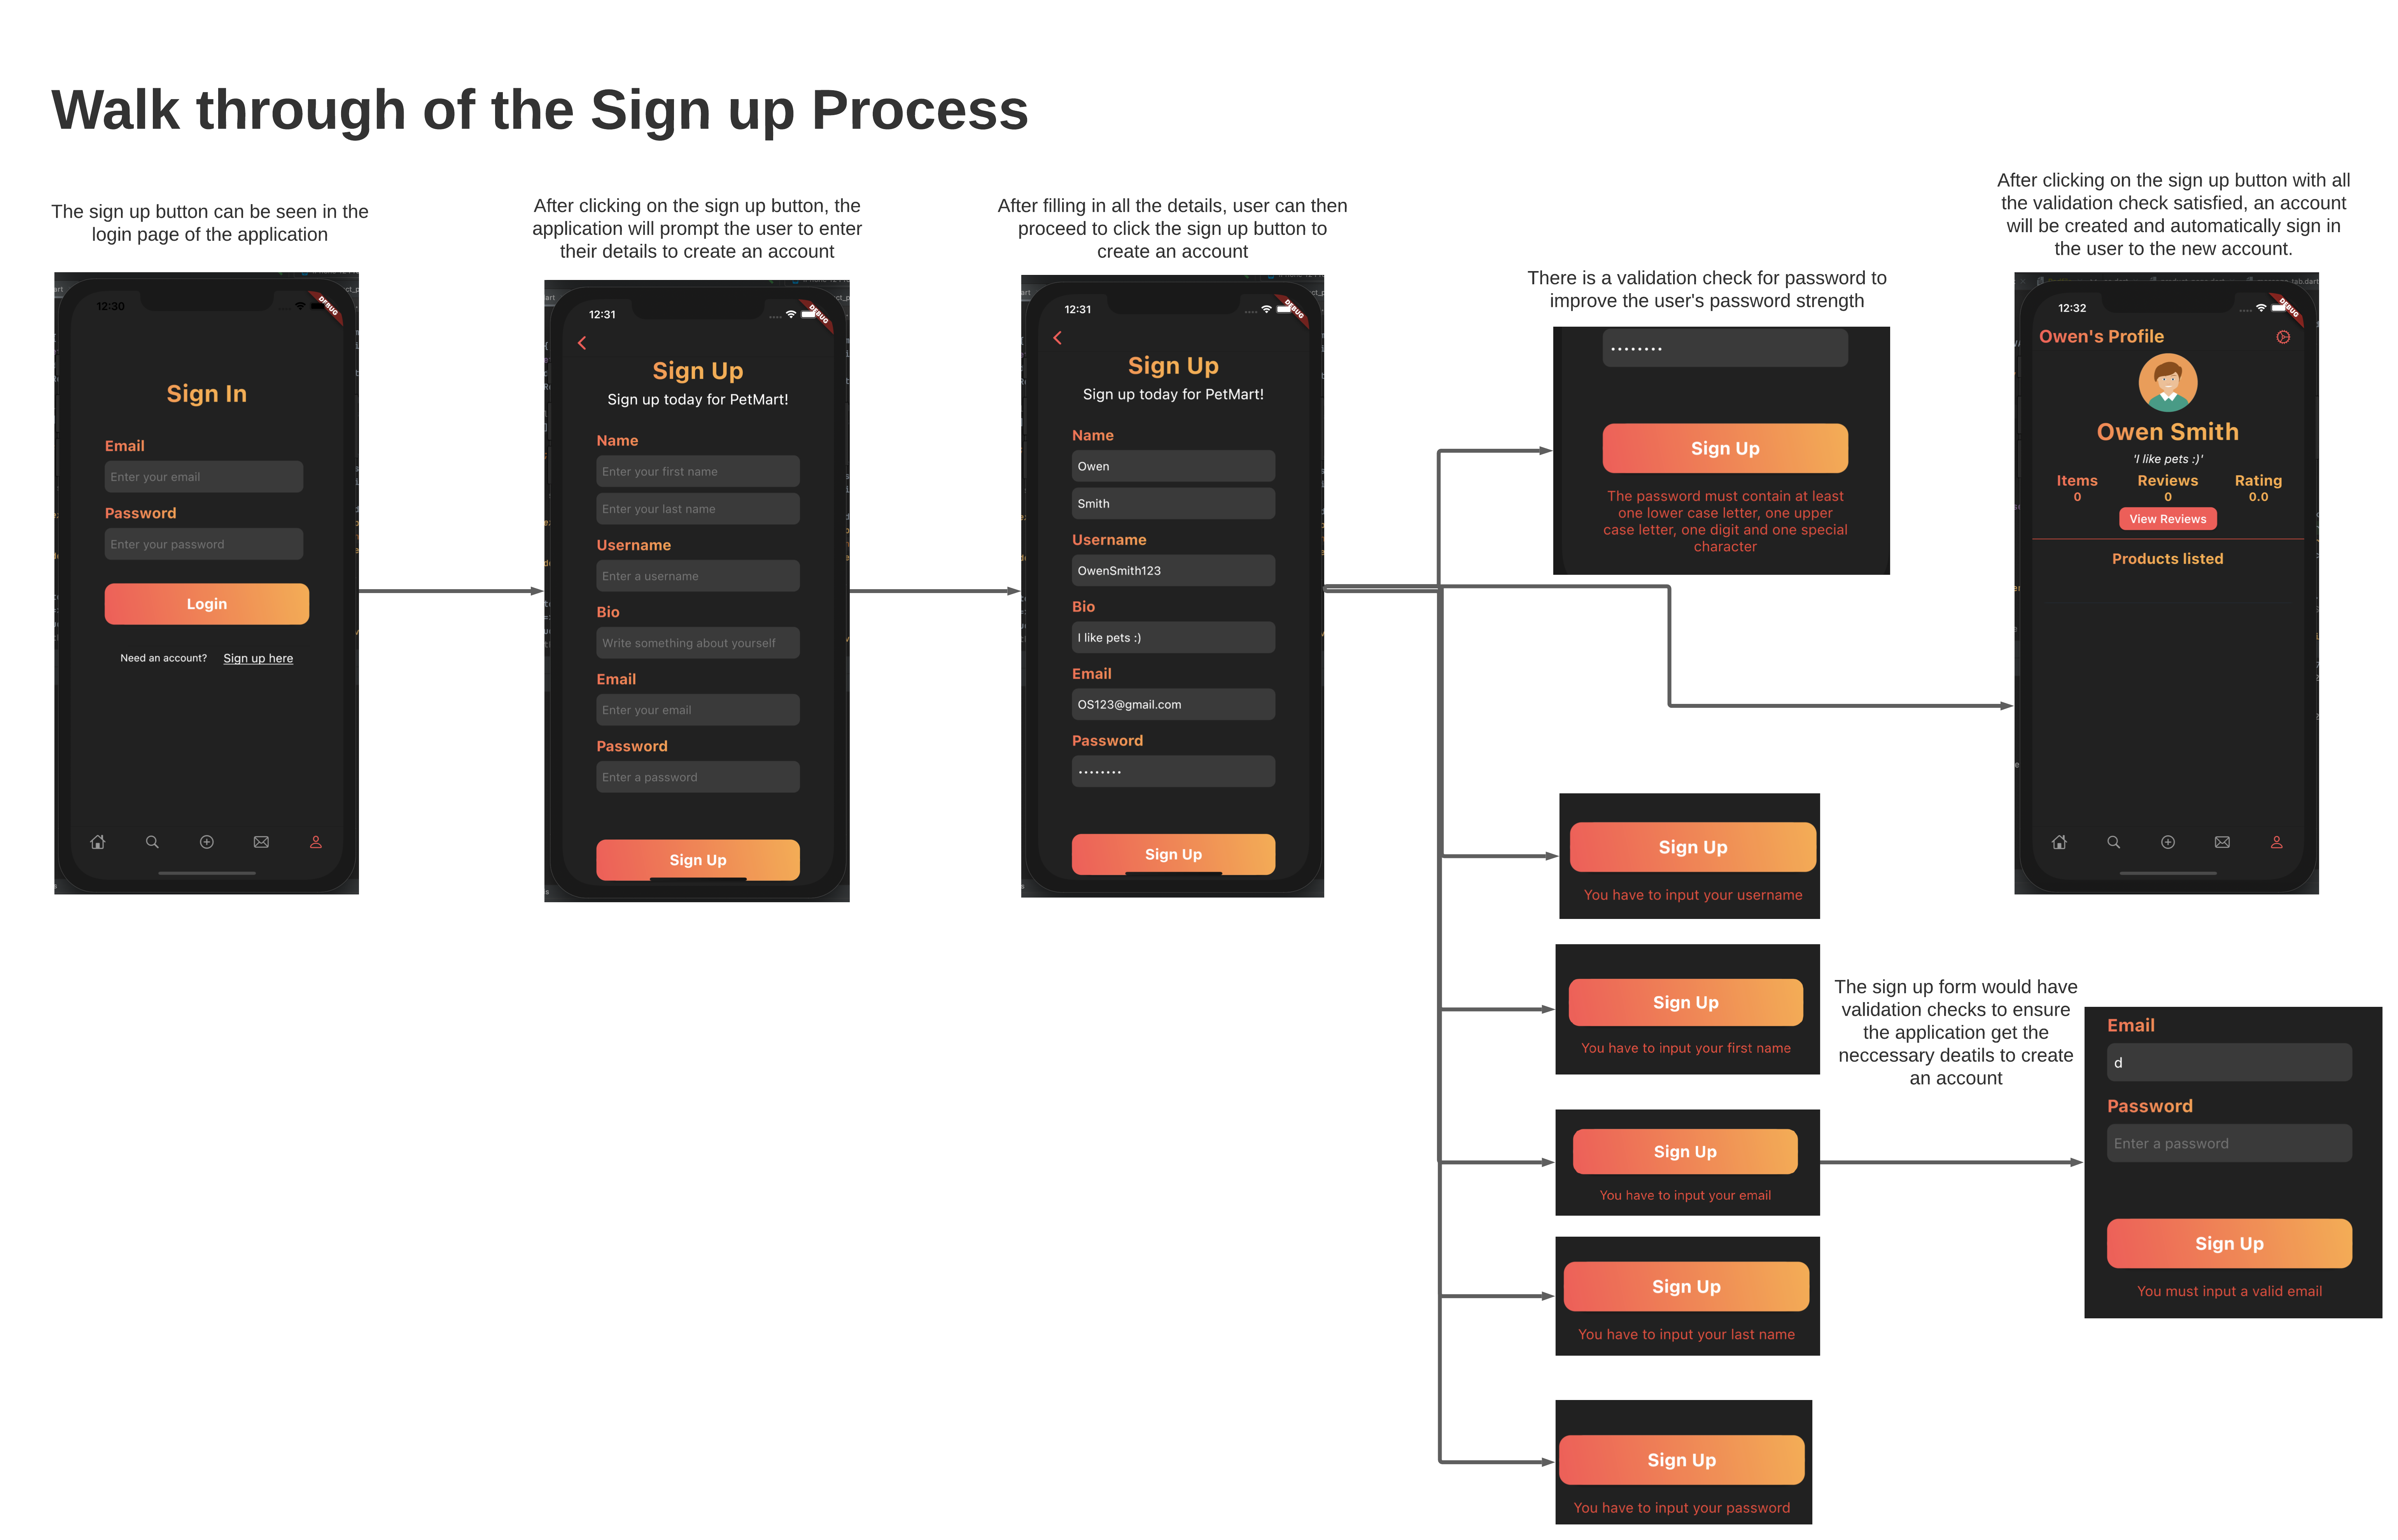 Walk through of the Sign up Process
The sign up button can be seen in the
login page of the application
12:30
DEBUG
Sign In
Email
Enter your email
Password
Enter your password
Login
Need an account? Sign up here
After clicking on the sign up button, the
application will prompt the user to enter
their details to create an account
12:31
DEBUG
Sign Up
Sign up today for PetMart!
Name
Enter your first name
Enter your last name
Username
Enter a username
Bio
Write something about yourself
Email
Enter your email
Password
Enter a password
Sign Up
After filling in all the details, user can then
proceed to click the sign up button to
create an account
12:31
DEBUG
Sign Up
Sign up today for PetMart!
Name
Owen
Smith
Username
OwenSmith123
Bio
I like pets :)
Email
OS123@gmail.com
Password
••••••••
Sign Up
There is a validation check for password to
improve the user's password strength
••••••••
Sign Up
The password must contain at least
one lower case letter, one upper
case letter, one digit and one special
character
After clicking on the sign up button with all
the validation check satisfied, an account
will be created and automatically sign in
the user to the new account.
12:32
DEBUG
Owen's Profile
Owen Smith
'I like pets :)'
Items Reviews Rating
0 0 0.0
View Reviews
Products listed
Sign Up
You have to input your username
Sign Up
You have to input your first name
The sign up form would have
validation checks to ensure
the application get the
neccessary deatils to create
an account
Sign Up
You have to input your email
Email
d
Password
Enter a password
Sign Up
You must input a valid email
Sign Up
You have to input your last name
Sign Up
You have to input your password